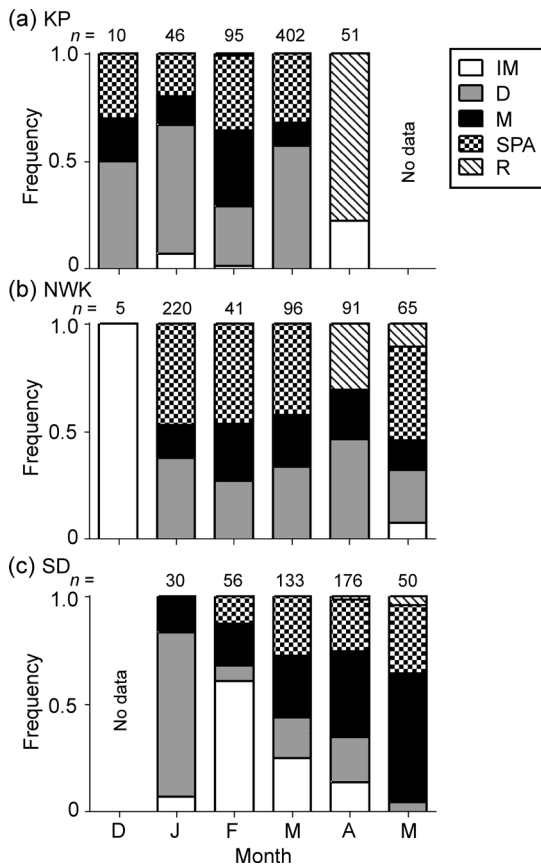 (a) KP
n = 10 46 95 402 51
1.0
0.5
0
Frequency
No data
IM
D
M
SPA
R
(b) NWK
n = 5 220 41 96 91 65
1.0
0.5
0
Frequency
(c) SD
n = 30 56 133 176 50
1.0
0.5
0
Frequency
No data
D J F M A M
Month